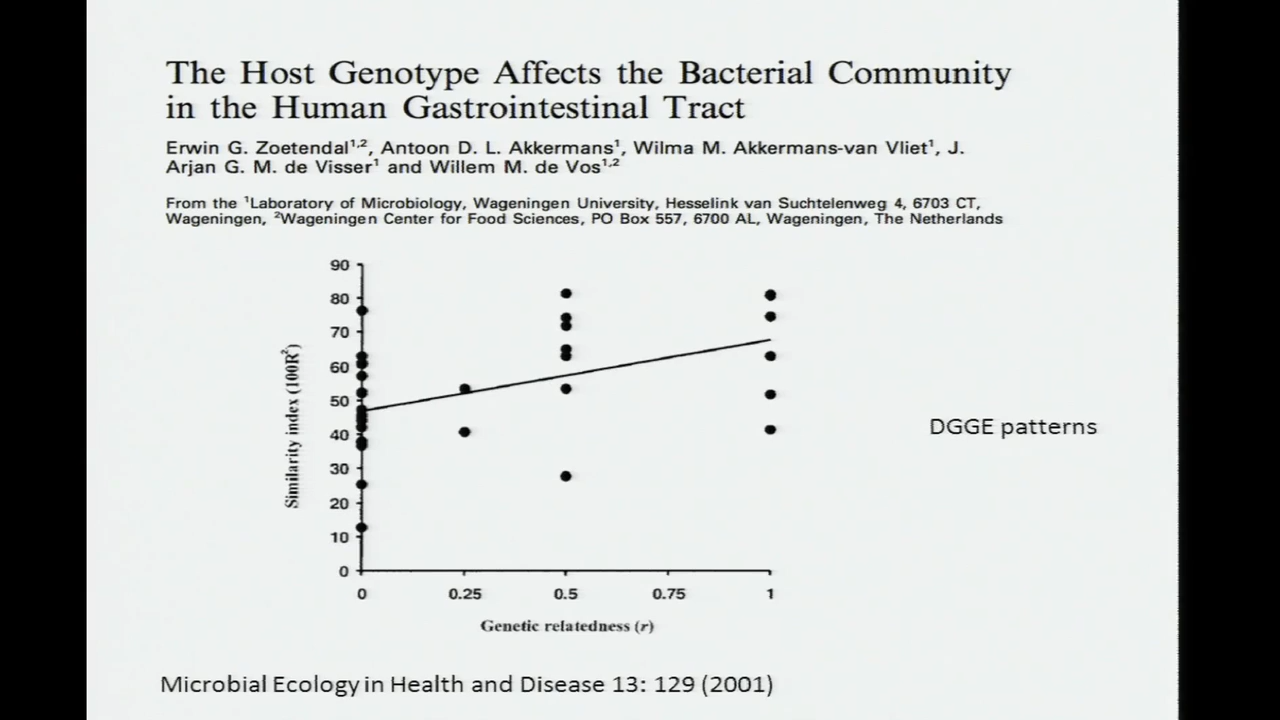 The Host Genotype Affects the Bacterial Community
in the Human Gastrointestinal Tract
Erwin G. Zoetendal¹,², Antoon D. L. Akkermans¹, Wilma M. Akkermans-van Vliet¹, J.
Arjan G. M. de Visser¹ and Willem M. de Vos¹,²
From the ¹Laboratory of Microbiology, Wageningen University, Hesselink van Suchtelenweg 4, 6703 CT,
Wageningen, ²Wageningen Center for Food Sciences, PO Box 557, 6700 AL, Wageningen, The Netherlands
90
80
70
60
50
40
30
20
10
0
Similarity index (100R²)
0 0.25 0.5 0.75 1
Genetic relatedness (r)
DGGE patterns
Microbial Ecology in Health and Disease 13: 129 (2001)